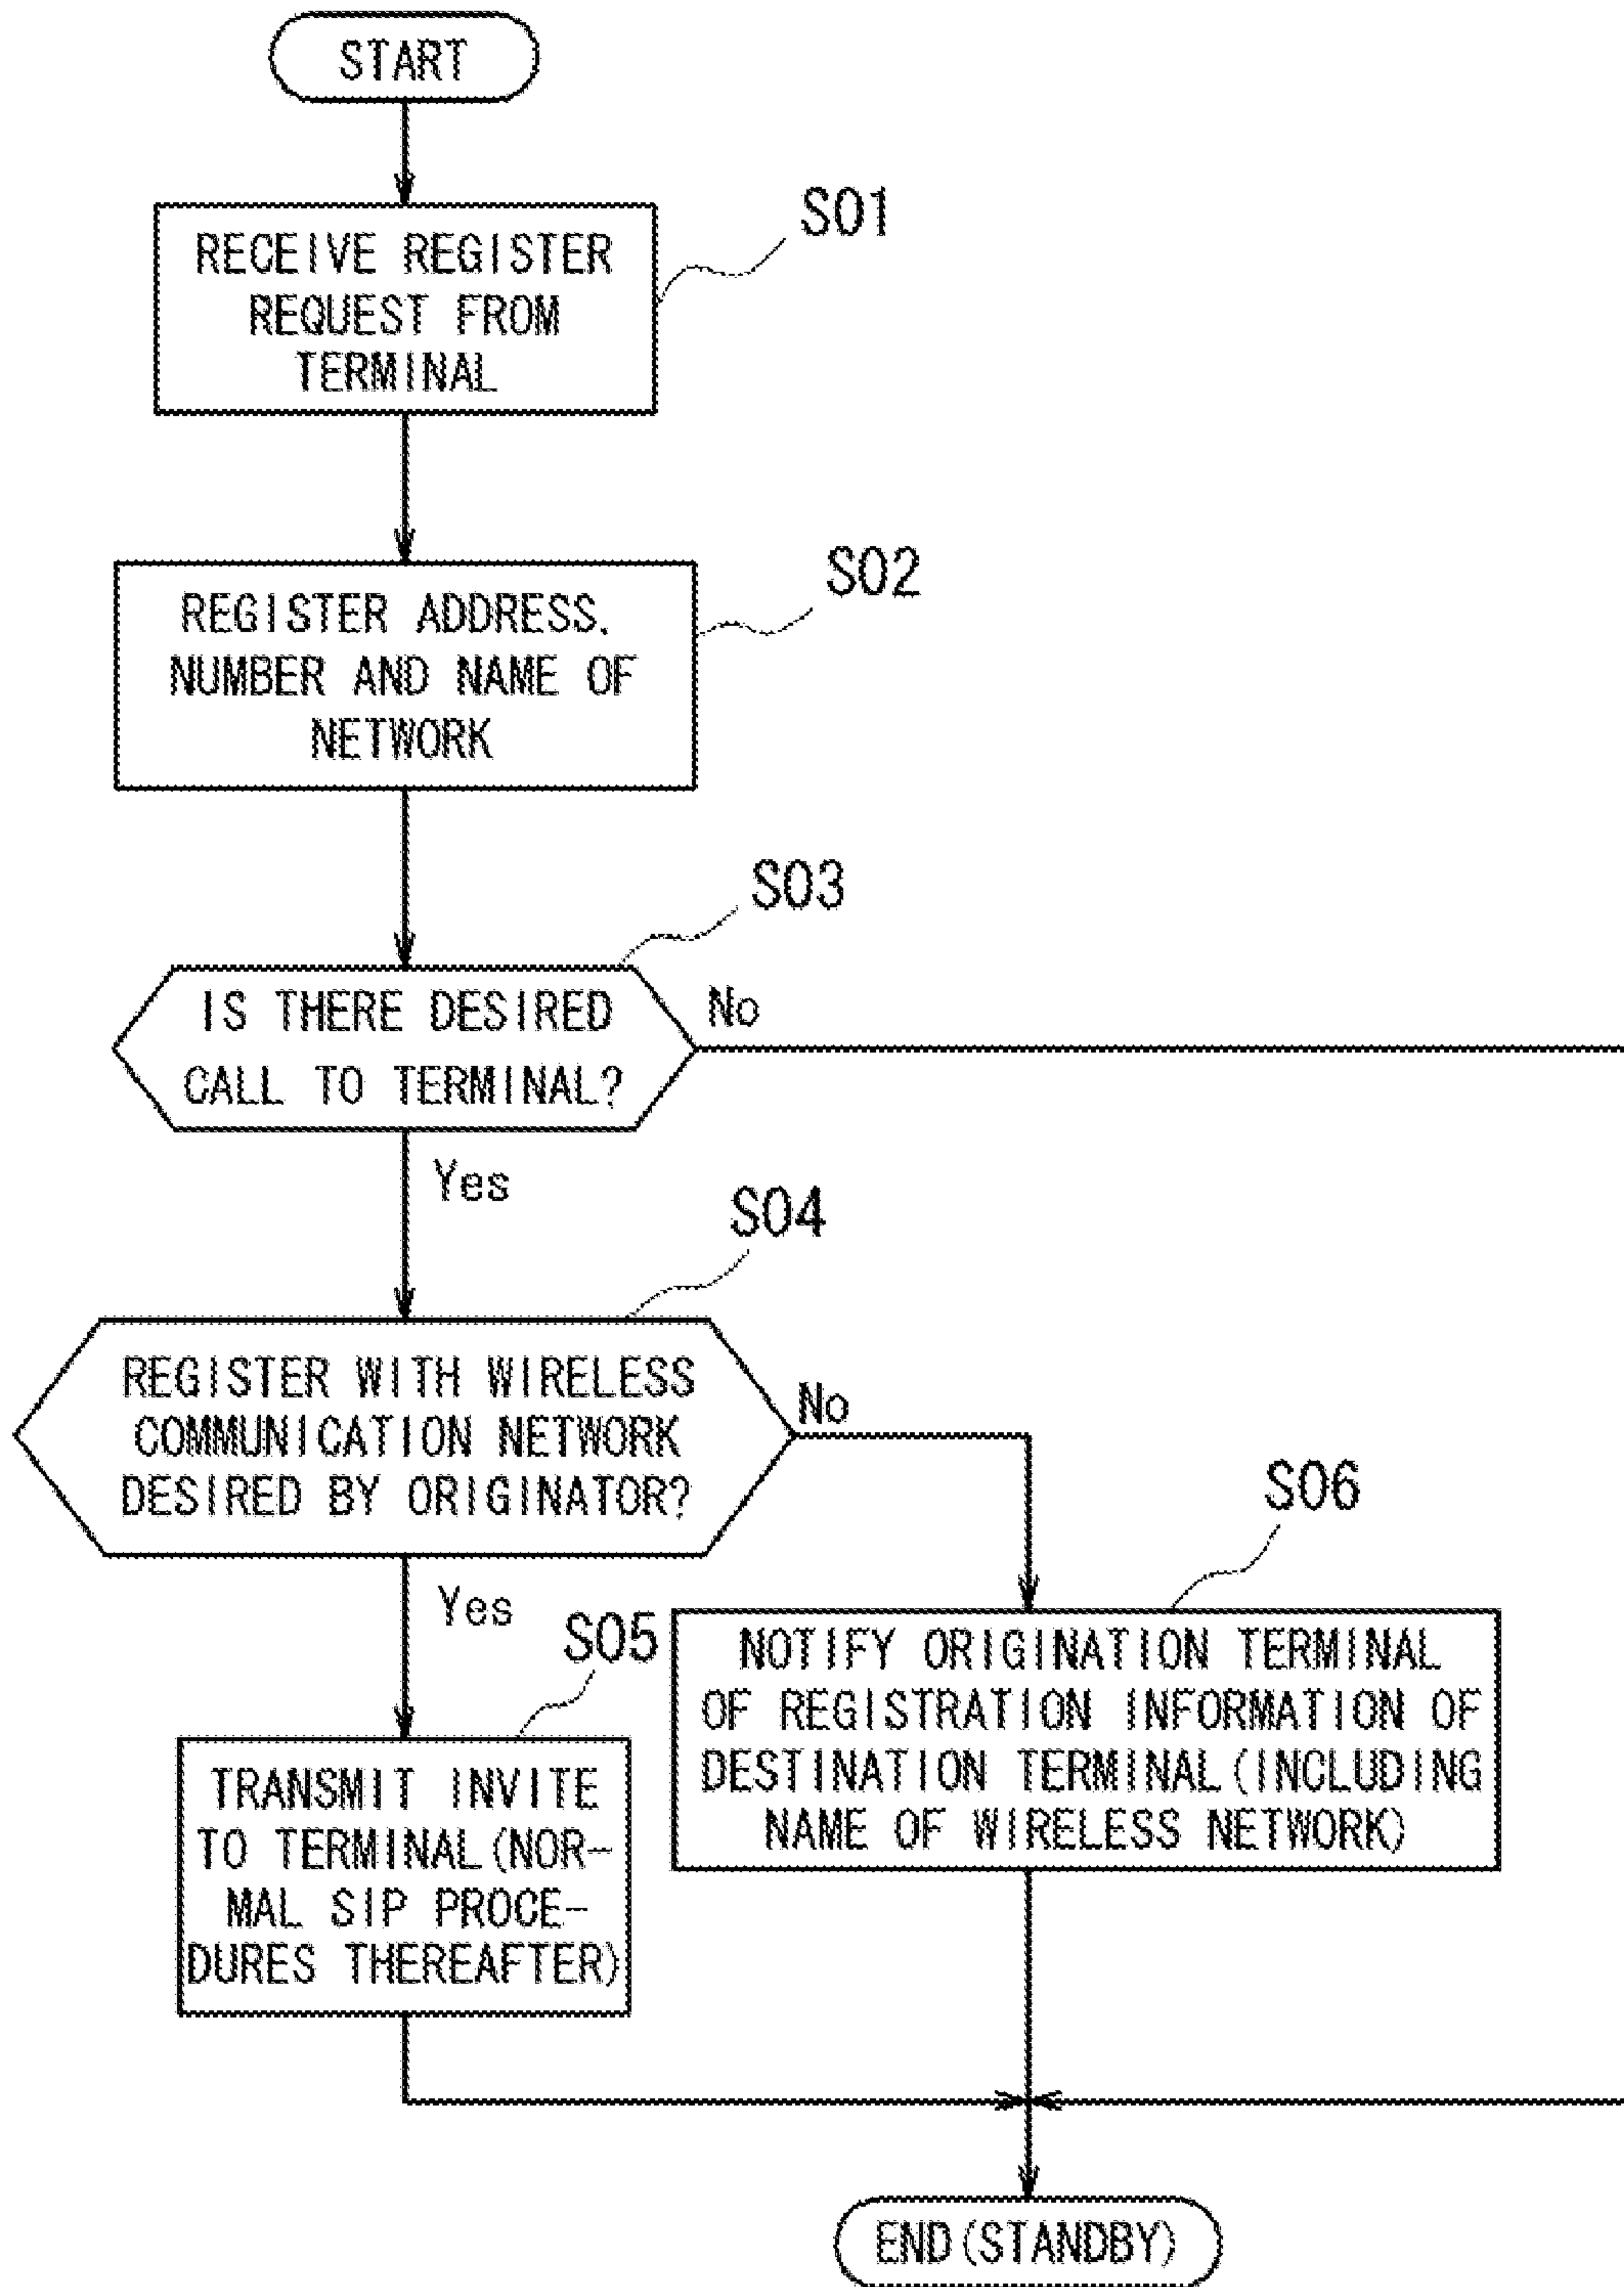 START
S01
RECEIVE REGISTER
REQUEST FROM
TERMINAL
S02
REGISTER ADDRESS,
NUMBER AND NAME OF
NETWORK
S03
IS THERE DESIRED
CALL TO TERMINAL?
No
Yes
S04
REGISTER WITH WIRELESS
COMMUNICATION NETWORK
DESIRED BY ORIGINATOR?
No
Yes
S05
TRANSMIT INVITE
TO TERMINAL(NOR-
MAL SIP PROCE-
DURES THEREAFTER)
S06
NOTIFY ORIGINATION TERMINAL
OF REGISTRATION INFORMATION OF
DESTINATION TERMINAL(INCLUDING
NAME OF WIRELESS NETWORK)
END(STANDBY)